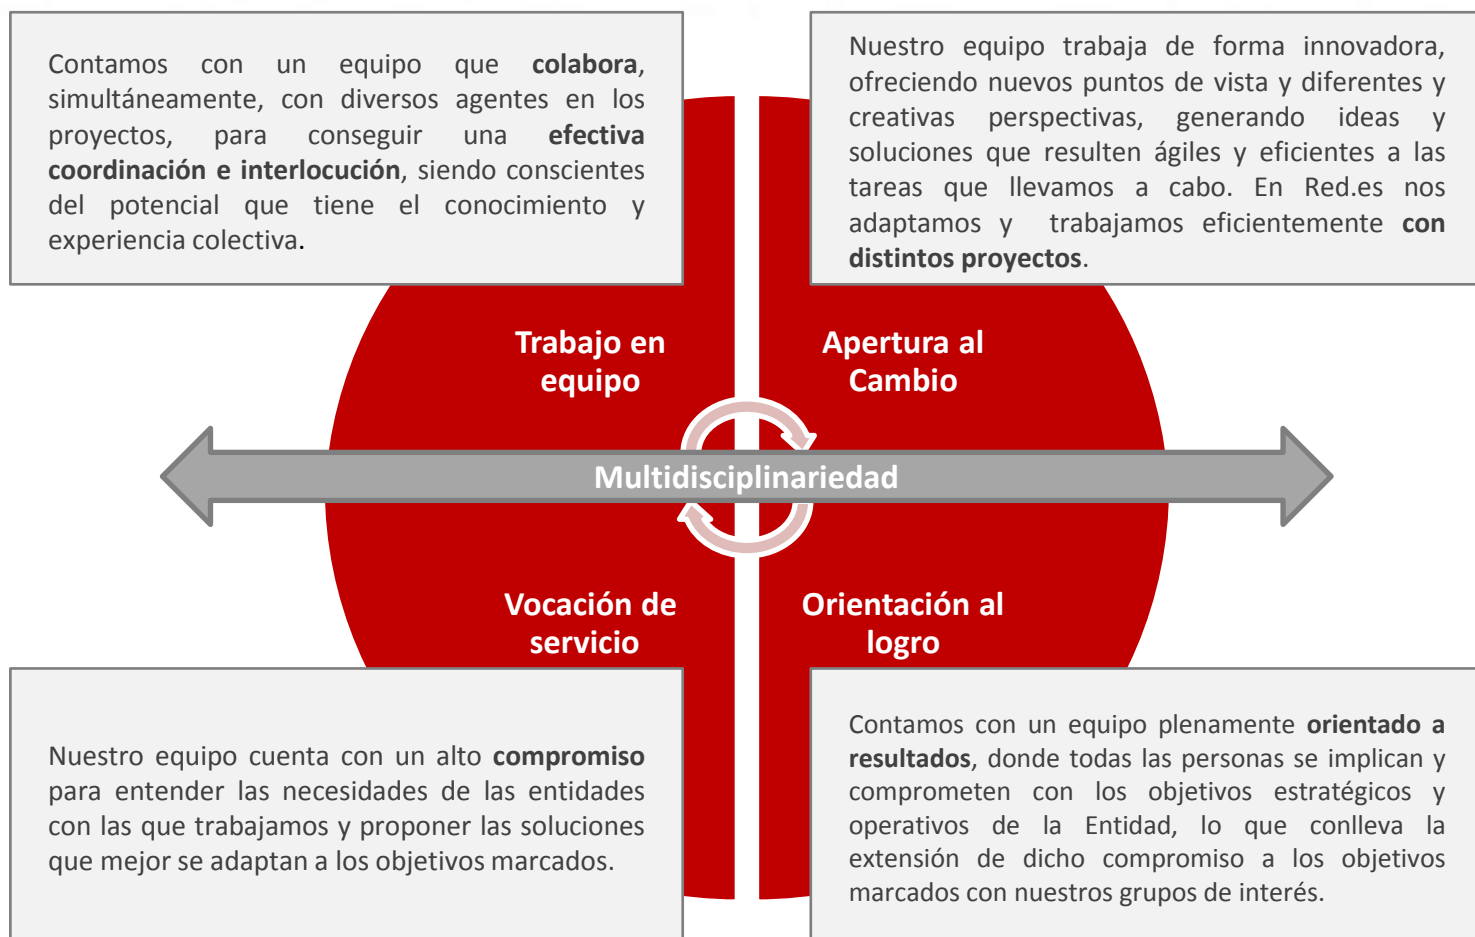 Contamos con un equipo que colabora,
simultáneamente, con diversos agentes en los
proyectos, para conseguir una efectiva
coordinación e interlocución, siendo conscientes
del potencial que tiene el conocimiento y
experiencia colectiva.
Nuestro equipo trabaja de forma innovadora,
ofreciendo nuevos puntos de vista y diferentes y
creativas perspectivas, generando ideas y
soluciones que resulten ágiles y eficientes a las
tareas que llevamos a cabo. En Red.es nos
adaptamos y trabajamos eficientemente con
distintos proyectos.
Trabajo en
equipo
Apertura al
Cambio
Multidisciplinariedad
Vocación de
servicio
Orientación al
logro
Nuestro equipo cuenta con un alto compromiso
para entender las necesidades de las entidades
con las que trabajamos y proponer las soluciones
que mejor se adaptan a los objetivos marcados.
Contamos con un equipo plenamente orientado a
resultados, donde todas las personas se implican y
comprometen con los objetivos estratégicos y
operativos de la Entidad, lo que conlleva la
extensión de dicho compromiso a los objetivos
marcados con nuestros grupos de interés.